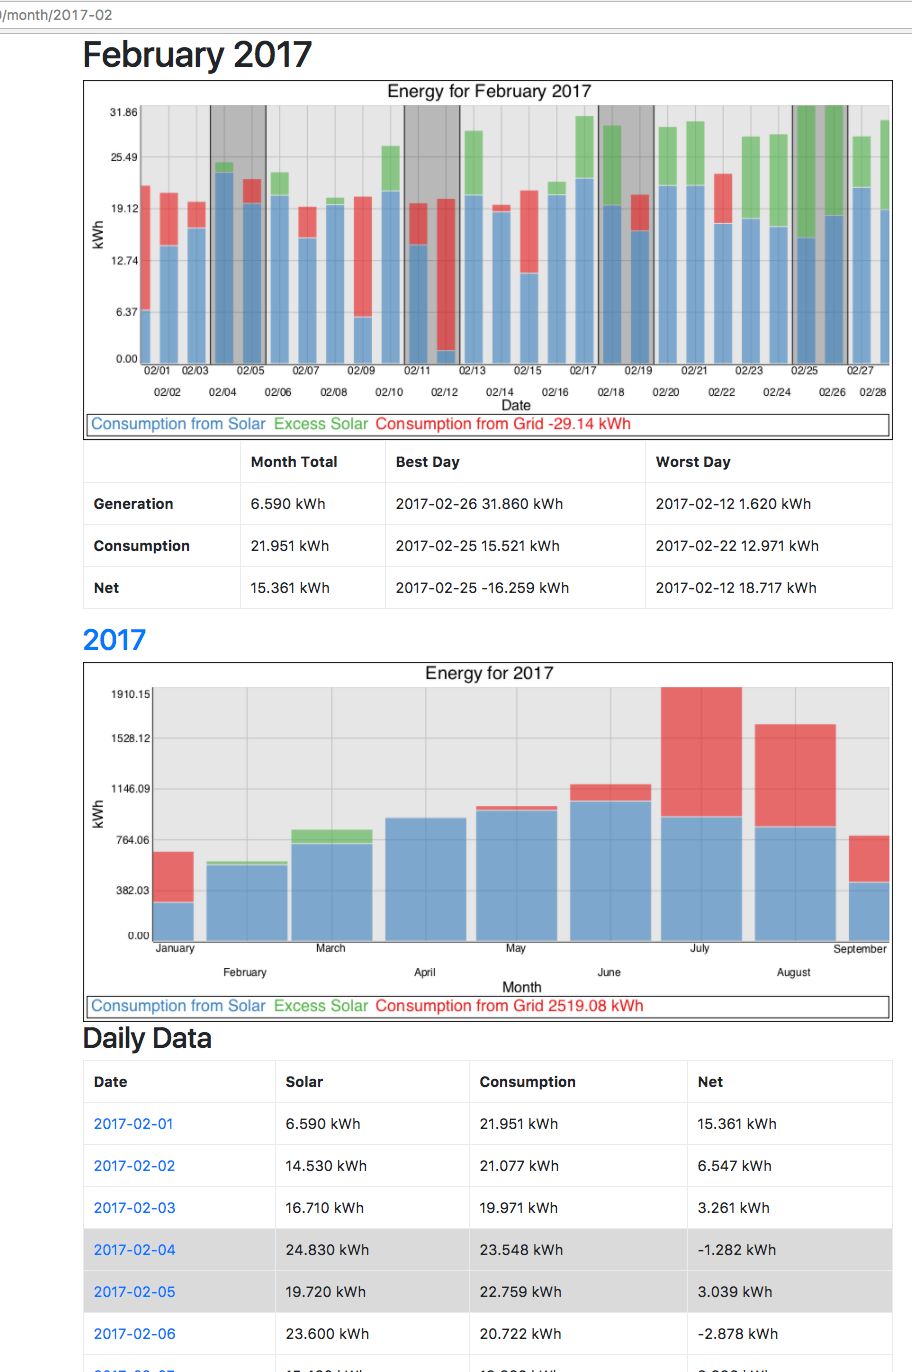 /month/2017-02
February 2017
Energy for February 2017
31.86
25.49
19.12
12.74
6.37
0.00
kWh
02/01 02/03 02/05 02/07 02/09 02/11 02/13 02/15 02/17 02/19 02/21 02/23 02/25 02/27
02/02 02/04 02/06 02/08 02/10 02/12 02/14 02/16 02/18 02/20 02/22 02/24 02/26 02/28
Date
Consumption from Solar Excess Solar Consumption from Grid -29.14 kWh
Month Total Best Day Worst Day
Generation 6.590 kWh 2017-02-26 31.860 kWh 2017-02-12 1.620 kWh
Consumption 21.951 kWh 2017-02-25 15.521 kWh 2017-02-22 12.971 kWh
Net 15.361 kWh 2017-02-25 -16.259 kWh 2017-02-12 18.717 kWh
2017
Energy for 2017
1910.15
1528.12
1146.09
764.06
382.03
0.00
kWh
January March May July September
February April June August
Month
Consumption from Solar Excess Solar Consumption from Grid 2519.08 kWh
Daily Data
Date Solar Consumption Net
2017-02-01 6.590 kWh 21.951 kWh 15.361 kWh
2017-02-02 14.530 kWh 21.077 kWh 6.547 kWh
2017-02-03 16.710 kWh 19.971 kWh 3.261 kWh
2017-02-04 24.830 kWh 23.548 kWh -1.282 kWh
2017-02-05 19.720 kWh 22.759 kWh 3.039 kWh
2017-02-06 23.600 kWh 20.722 kWh -2.878 kWh